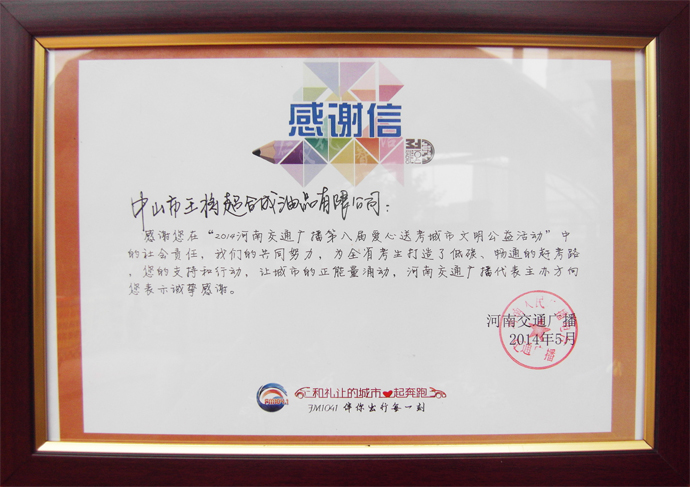 感谢信
中山市王牌超合成油品有限公司：
感谢您在“2014河南交通广播第八届爱心送考城市文明公益活动”中
的社会责任，我们的共同努力，为全省考生打造了低碳、畅通的赶考路
，您的支持和行动，让城市的正能量涌动，河南交通广播代表主办方向
您表示诚挚感谢。
河南交通广播
2014年5月
和礼让的城市 起奔跑
FM1041 伴你出行每一刻